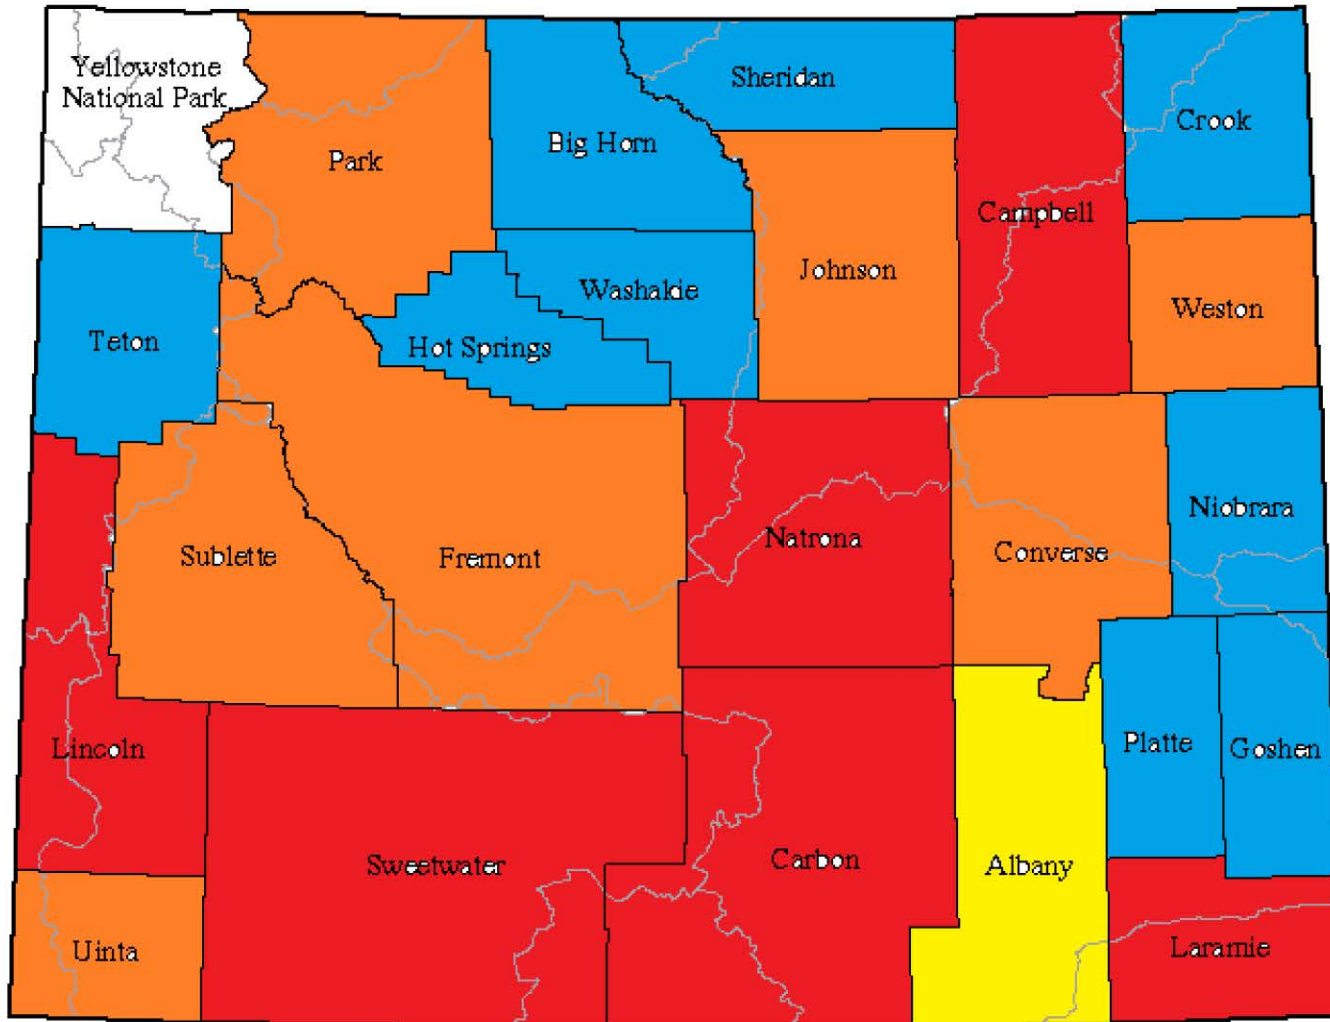 Yellowstone
National Park
Park
Big Horn
Sheridan
Crook
Campbell
Johnson
Weston
Washakie
Teton
Hot Springs
Niobrara
Natrona
Converse
Sublette
Fremont
Platte
Goshen
Lincoln
Sweetwater
Carbon
Albany
Uinta
Laramie